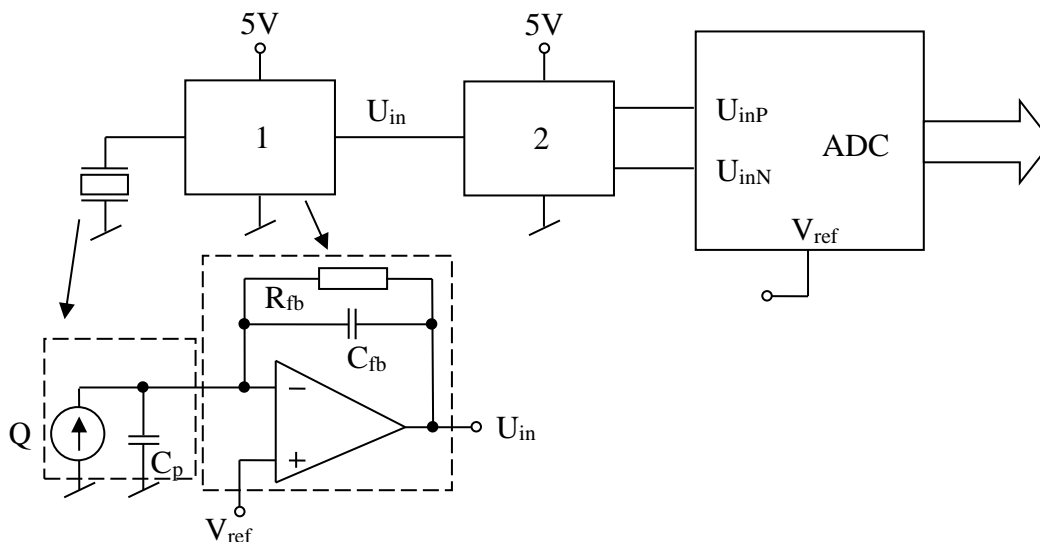 5V
5V
1
U_in
2
U_inP
U_inN
ADC
V_ref
R_fb
C_fb
−
+
Q
C_p
U_in
V_ref